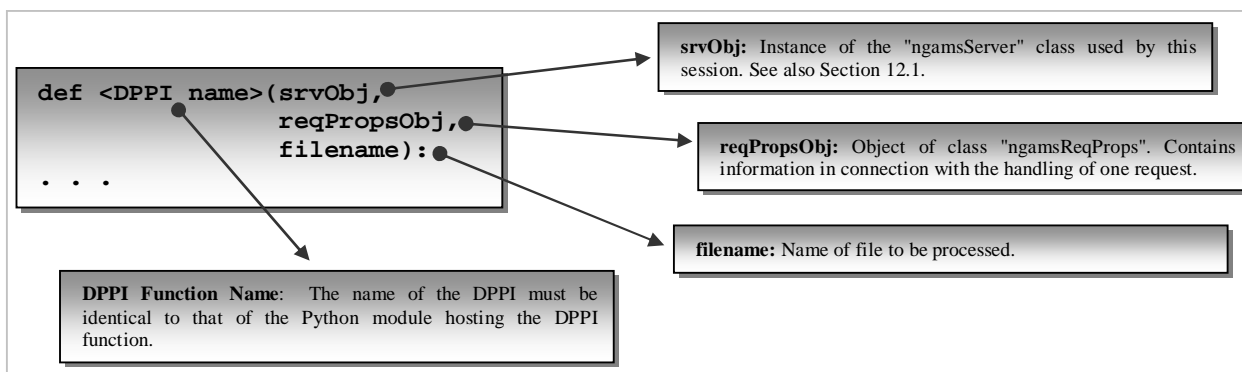 def <DPPI name>(srvObj,
reqPropsObj,
filename):
. . .
srvObj: Instance of the "ngamsServer" class used by this
session. See also Section 12.1.
reqPropsObj: Object of class "ngamsReqProps". Contains
information in connection with the handling of one request.
filename: Name of file to be processed.
DPPI Function Name: The name of the DPPI must be
identical to that of the Python module hosting the DPPI
function.